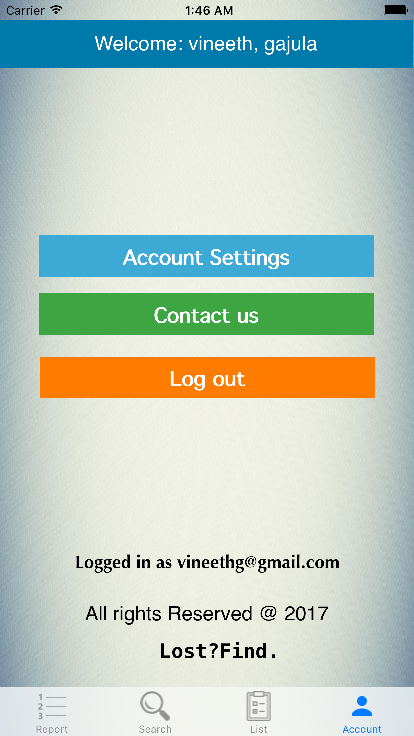 Carrier 1:46 AM
Welcome: vineeth, gajula
Account Settings
Contact us
Log out
Logged in as vineethg@gmail.com
All rights Reserved @ 2017
Lost?Find.
1
2
3
Report Search List Account